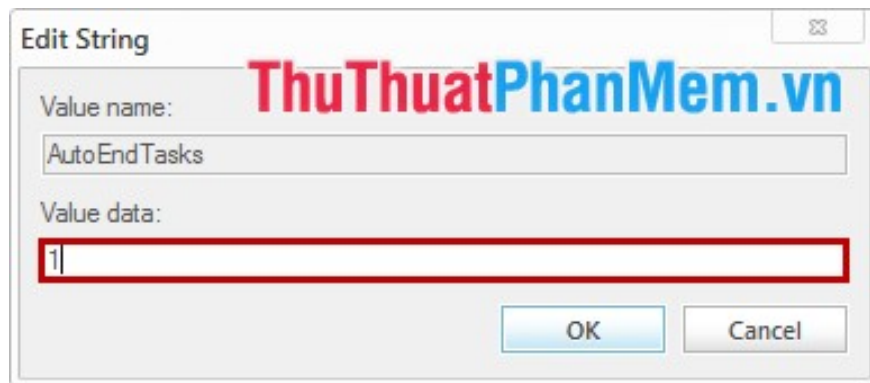 Edit String
ThuThuatPhanMem.vn
Value name:
AutoEndTasks
Value data:
1
OK
Cancel